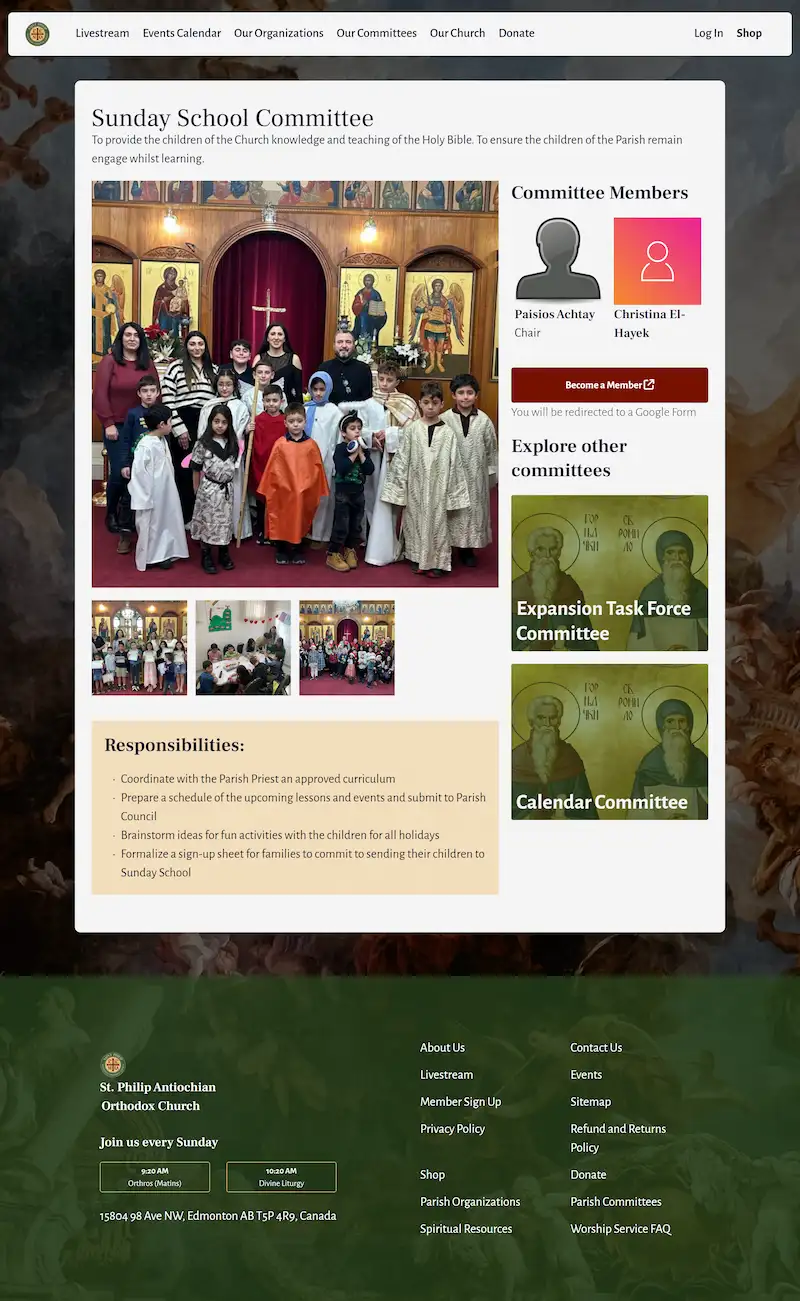 Livestream Events Calendar Our Organizations Our Committees Our Church Donate Log In Shop
Sunday School Committee
To provide the children of the Church knowledge and teaching of the Holy Bible. To ensure the children of the Parish remain
engage whilst learning.
Committee Members
Paisios Achtay
Chair
Christina El-
Hayek
Become a Member
You will be redirected to a Google Form
Explore other
committees
Expansion Task Force
Committee
Calendar Committee
Responsibilities:
· Coordinate with the Parish Priest an approved curriculum
· Prepare a schedule of the upcoming lessons and events and submit to Parish
Council
· Brainstorm ideas for fun activities with the children for all holidays
· Formalize a sign-up sheet for families to commit to sending their children to
Sunday School
St. Philip Antiochian
Orthodox Church
Join us every Sunday
9:20 AM
Orthros (Matins)
10:20 AM
Divine Liturgy
15804 98 Ave NW, Edmonton AB T5P 4R9, Canada
About Us
Livestream
Member Sign Up
Privacy Policy
Shop
Parish Organizations
Spiritual Resources
Contact Us
Events
Sitemap
Refund and Returns
Policy
Donate
Parish Committees
Worship Service FAQ